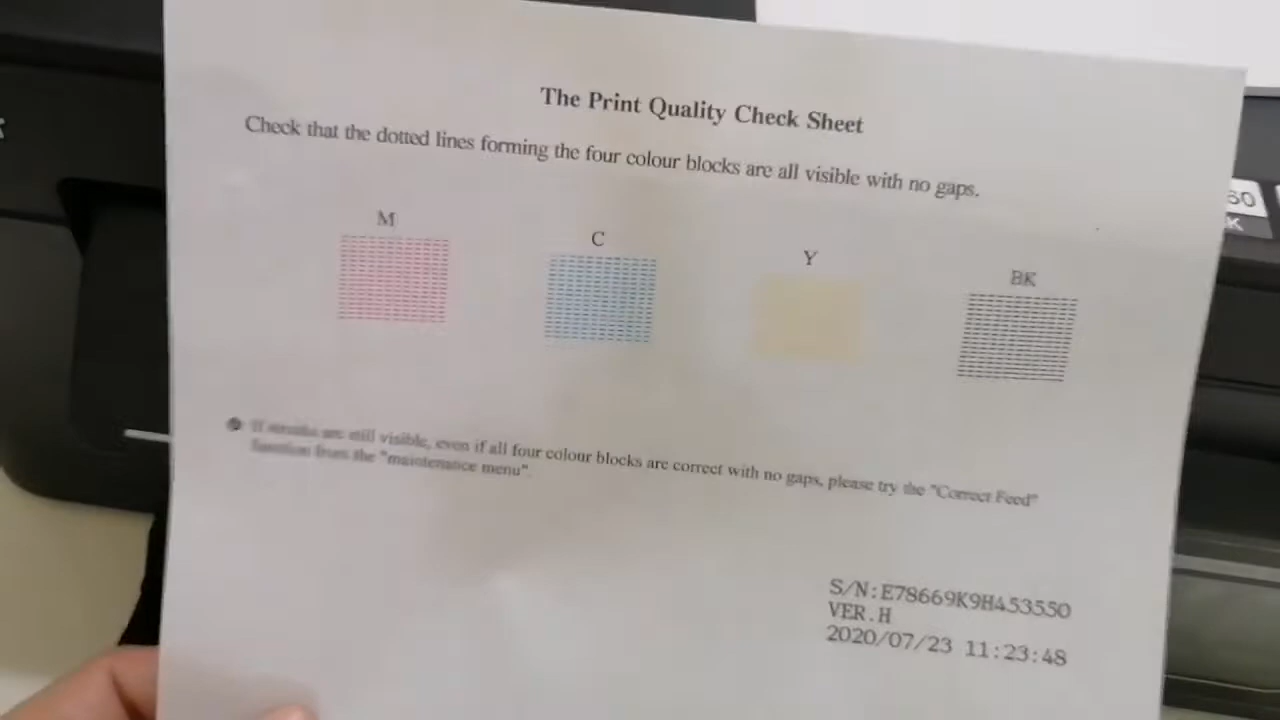 The Print Quality Check Sheet
Check that the dotted lines forming the four colour blocks are all visible with no gaps.
M
C
Y
BK
If streaks are still visible, even if all four colour blocks are correct with no gaps, please try the "Correct Feed"
function from the "maintenance menu".
S/N:E78669K9H453550
VER.H
2020/07/23 11:23:48